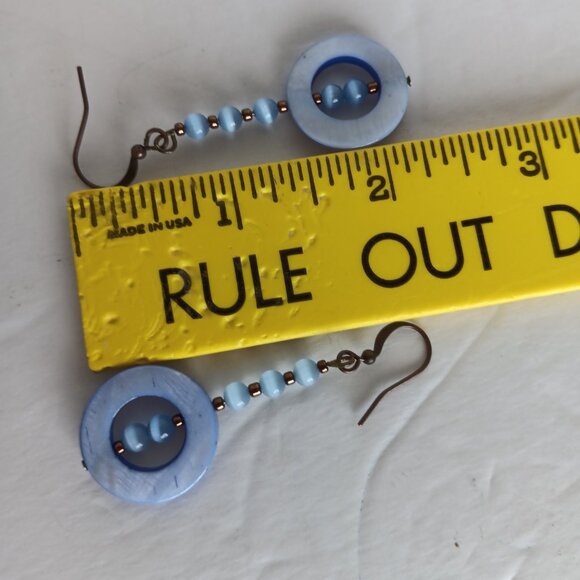 1 2 3
MADE IN USA
RULE OUT D